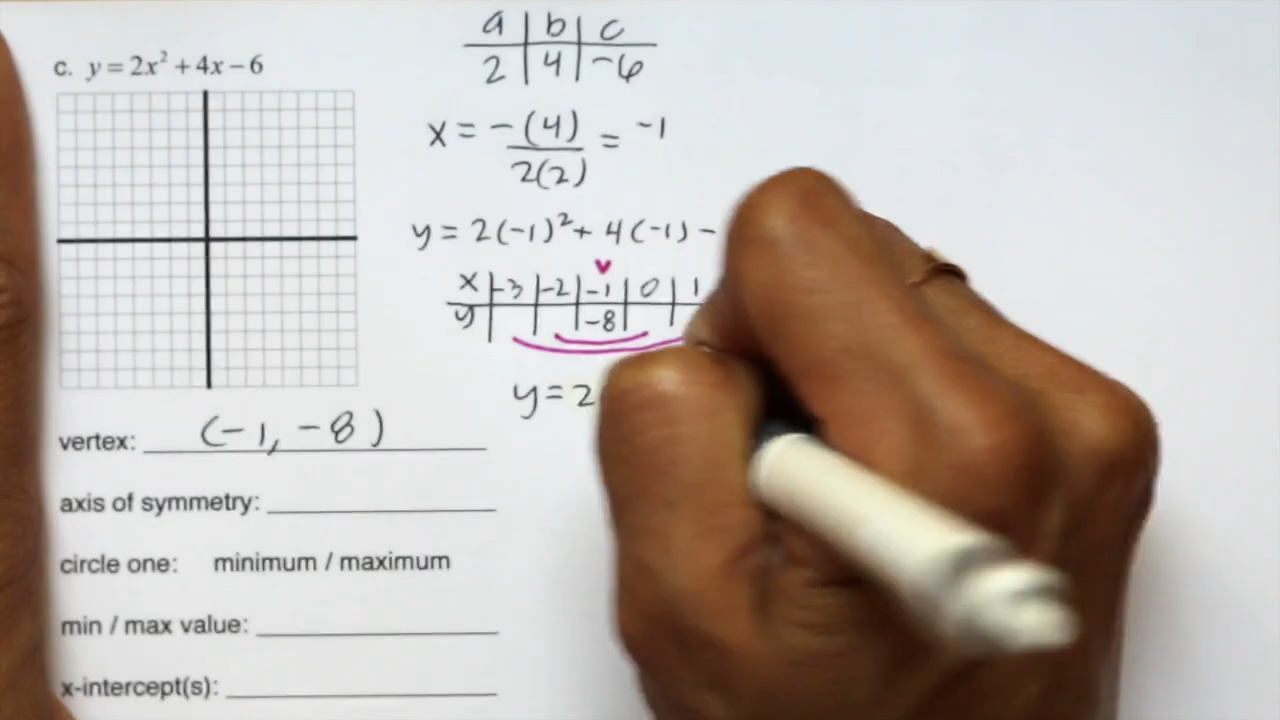 c. y = 2x² + 4x − 6
a b c
2 4 -6
x = -(4) / 2(2) = -1
y = 2(-1)² + 4(-1) -
x -3 -2 -1 0 1
y -8
y = 2
vertex: (-1, -8)
axis of symmetry:
circle one: minimum / maximum
min / max value:
x-intercept(s):